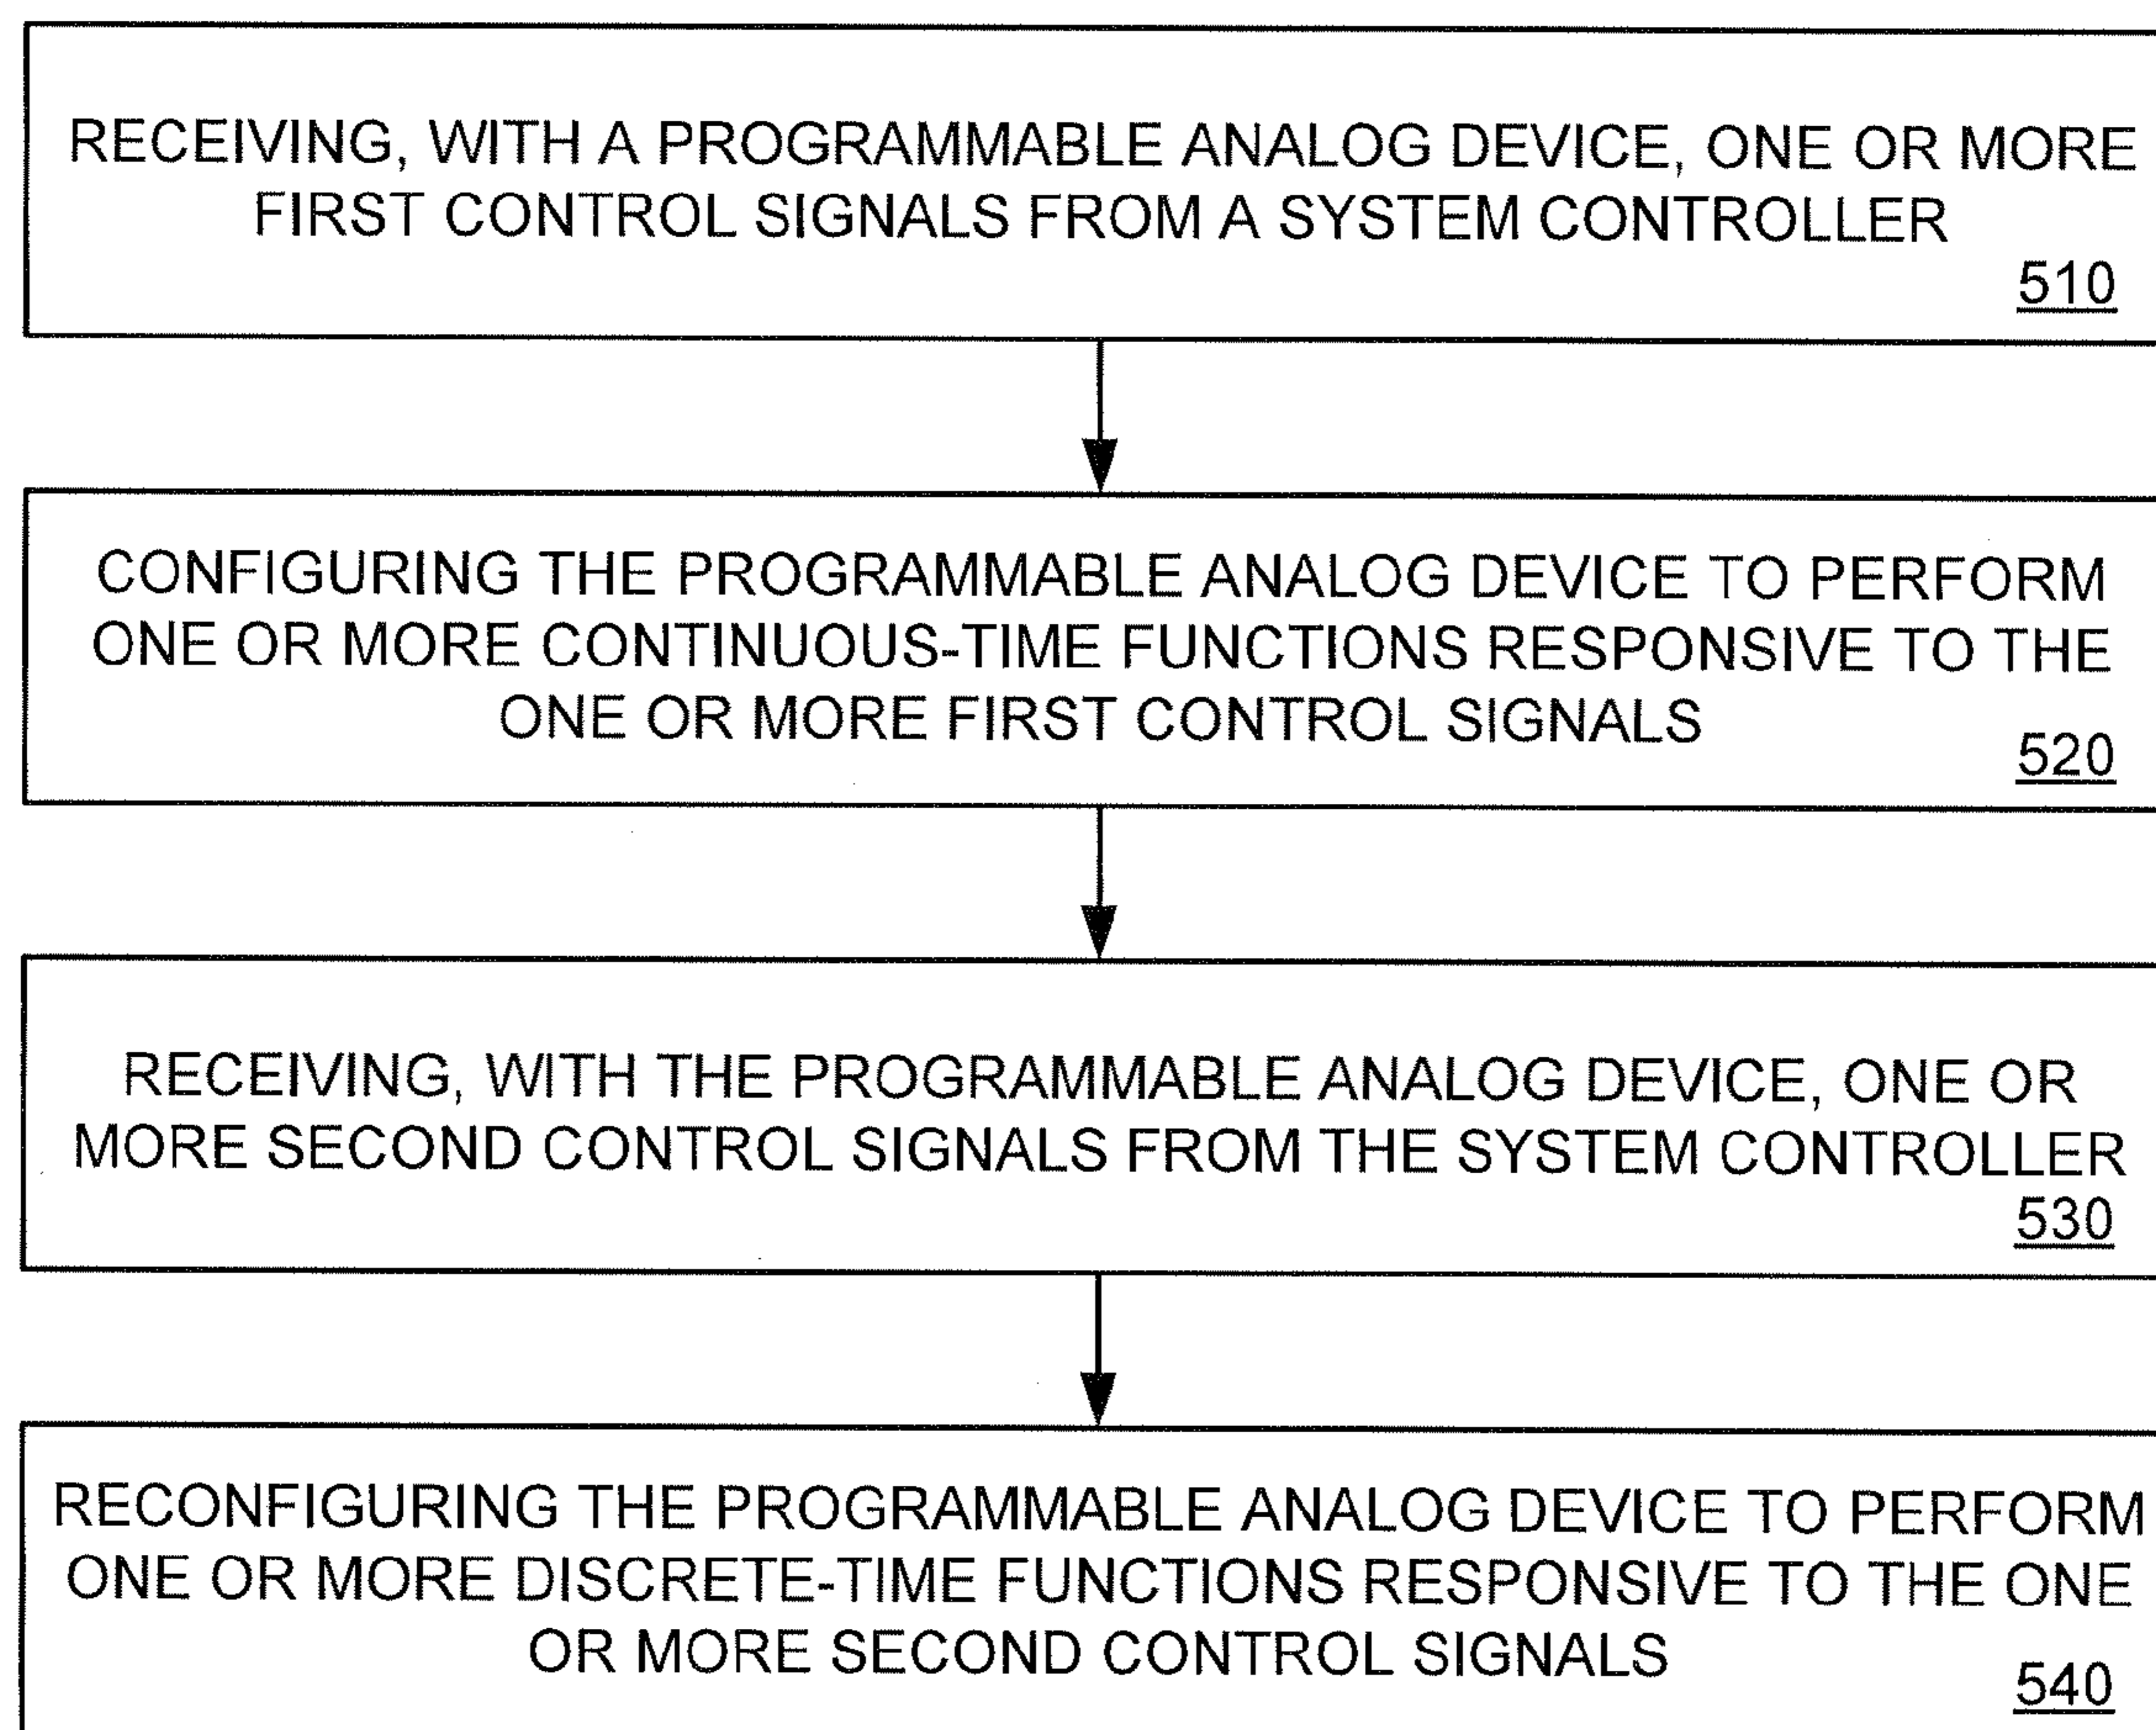 RECEIVING, WITH A PROGRAMMABLE ANALOG DEVICE, ONE OR MORE
FIRST CONTROL SIGNALS FROM A SYSTEM CONTROLLER
510
CONFIGURING THE PROGRAMMABLE ANALOG DEVICE TO PERFORM
ONE OR MORE CONTINUOUS-TIME FUNCTIONS RESPONSIVE TO THE
ONE OR MORE FIRST CONTROL SIGNALS
520
RECEIVING, WITH THE PROGRAMMABLE ANALOG DEVICE, ONE OR
MORE SECOND CONTROL SIGNALS FROM THE SYSTEM CONTROLLER
530
RECONFIGURING THE PROGRAMMABLE ANALOG DEVICE TO PERFORM
ONE OR MORE DISCRETE-TIME FUNCTIONS RESPONSIVE TO THE ONE
OR MORE SECOND CONTROL SIGNALS
540